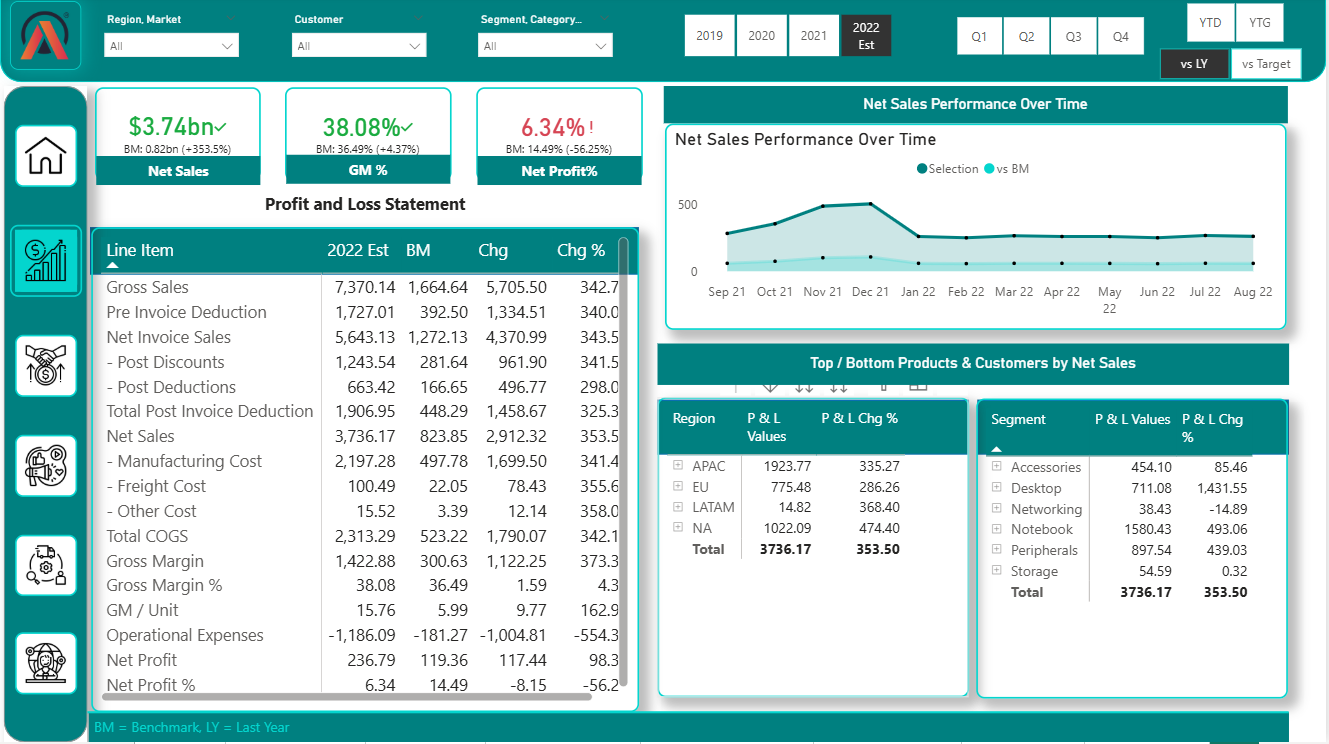 Region, Market
Customer
Segment, Category...
All
All
All
2019
2020
2021
2022
Est
Q1
Q2
Q3
Q4
YTD
YTG
vs LY
vs Target
$3.74bn
BM: 0.82bn (+353.5%)
Net Sales
38.08%
BM: 36.49% (+4.37%)
GM %
6.34% !
BM: 14.49% (-56.25%)
Net Profit%
Profit and Loss Statement
Line Item 2022 Est BM Chg Chg %
Gross Sales 7,370.14 1,664.64 5,705.50 342.7
Pre Invoice Deduction 1,727.01 392.50 1,334.51 340.0
Net Invoice Sales 5,643.13 1,272.13 4,370.99 343.5
- Post Discounts 1,243.54 281.64 961.90 341.5
- Post Deductions 663.42 166.65 496.77 298.0
Total Post Invoice Deduction 1,906.95 448.29 1,458.67 325.3
Net Sales 3,736.17 823.85 2,912.32 353.5
- Manufacturing Cost 2,197.28 497.78 1,699.50 341.4
- Freight Cost 100.49 22.05 78.43 355.6
- Other Cost 15.52 3.39 12.14 358.0
Total COGS 2,313.29 523.22 1,790.07 342.1
Gross Margin 1,422.88 300.63 1,122.25 373.3
Gross Margin % 38.08 36.49 1.59 4.3
GM / Unit 15.76 5.99 9.77 162.9
Operational Expenses -1,186.09 -181.27 -1,004.81 -554.3
Net Profit 236.79 119.36 117.44 98.3
Net Profit % 6.34 14.49 -8.15 -56.2
Net Sales Performance Over Time
Net Sales Performance Over Time
Selection vs BM
500
0
Sep 21 Oct 21 Nov 21 Dec 21 Jan 22 Feb 22 Mar 22 Apr 22 May 22 Jun 22 Jul 22 Aug 22
Top / Bottom Products & Customers by Net Sales
Region P & L Values P & L Chg %
APAC 1923.77 335.27
EU 775.48 286.26
LATAM 14.82 368.40
NA 1022.09 474.40
Total 3736.17 353.50
Segment P & L Values P & L Chg %
Accessories 454.10 85.46
Desktop 711.08 1,431.55
Networking 38.43 -14.89
Notebook 1580.43 493.06
Peripherals 897.54 439.03
Storage 54.59 0.32
Total 3736.17 353.50
BM = Benchmark, LY = Last Year